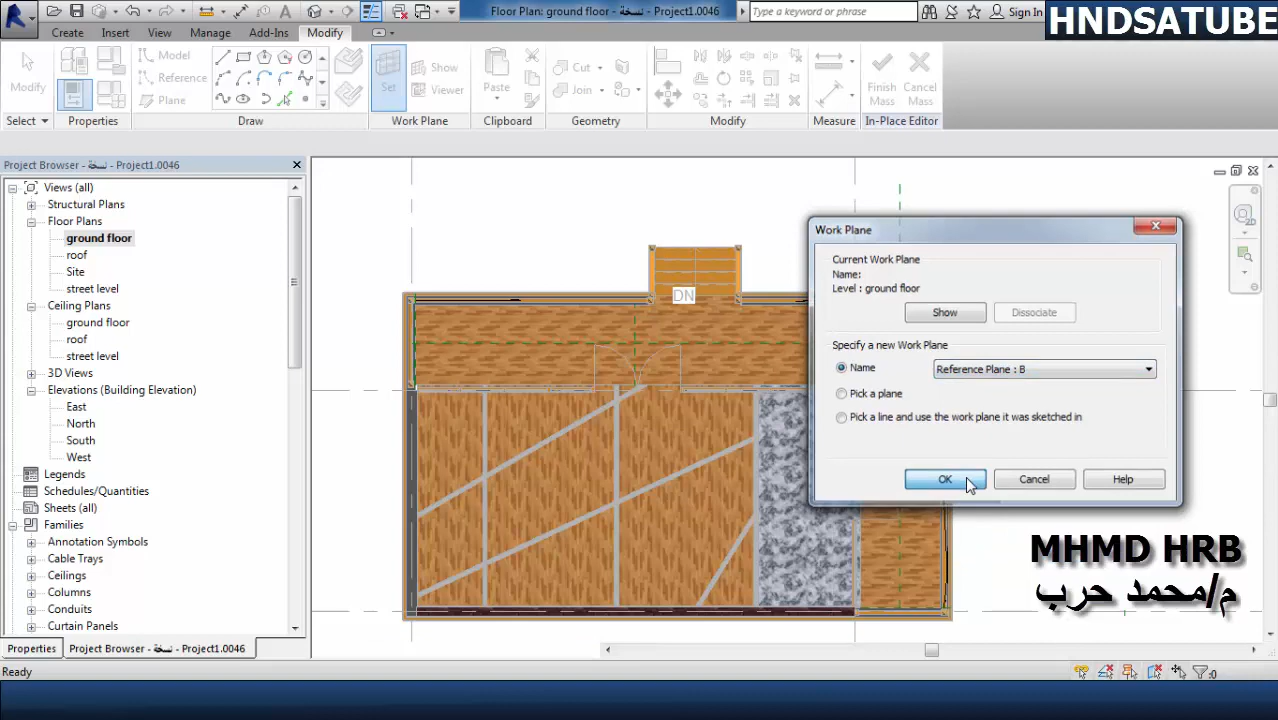 Floor Plan: ground floor - نسخة - Project1.0046
Type a keyword or phrase
Sign In
HNDSATUBE
Create Insert View Manage Add-Ins Modify
Modify
Model
Reference
Plane
Set
Show
Viewer
Paste
Cut
Join
Finish Mass
Cancel Mass
Select Properties Draw Work Plane Clipboard Geometry Modify Measure In-Place Editor
Project Browser - نسخة - Project1.0046
Views (all)
Structural Plans
Floor Plans
ground floor
roof
Site
street level
Ceiling Plans
ground floor
roof
street level
3D Views
Elevations (Building Elevation)
East
North
South
West
Legends
Schedules/Quantities
Sheets (all)
Families
Annotation Symbols
Cable Trays
Ceilings
Columns
Conduits
Curtain Panels
Properties
Project Browser - نسخة - Project1.0046
Ready
DN
2D
Work Plane
Current Work Plane
Name:
Level : ground floor
Show
Dissociate
Specify a new Work Plane
Name
Reference Plane : B
Pick a plane
Pick a line and use the work plane it was sketched in
OK
Cancel
Help
MHMD HRB
م/محمد حرب
:0